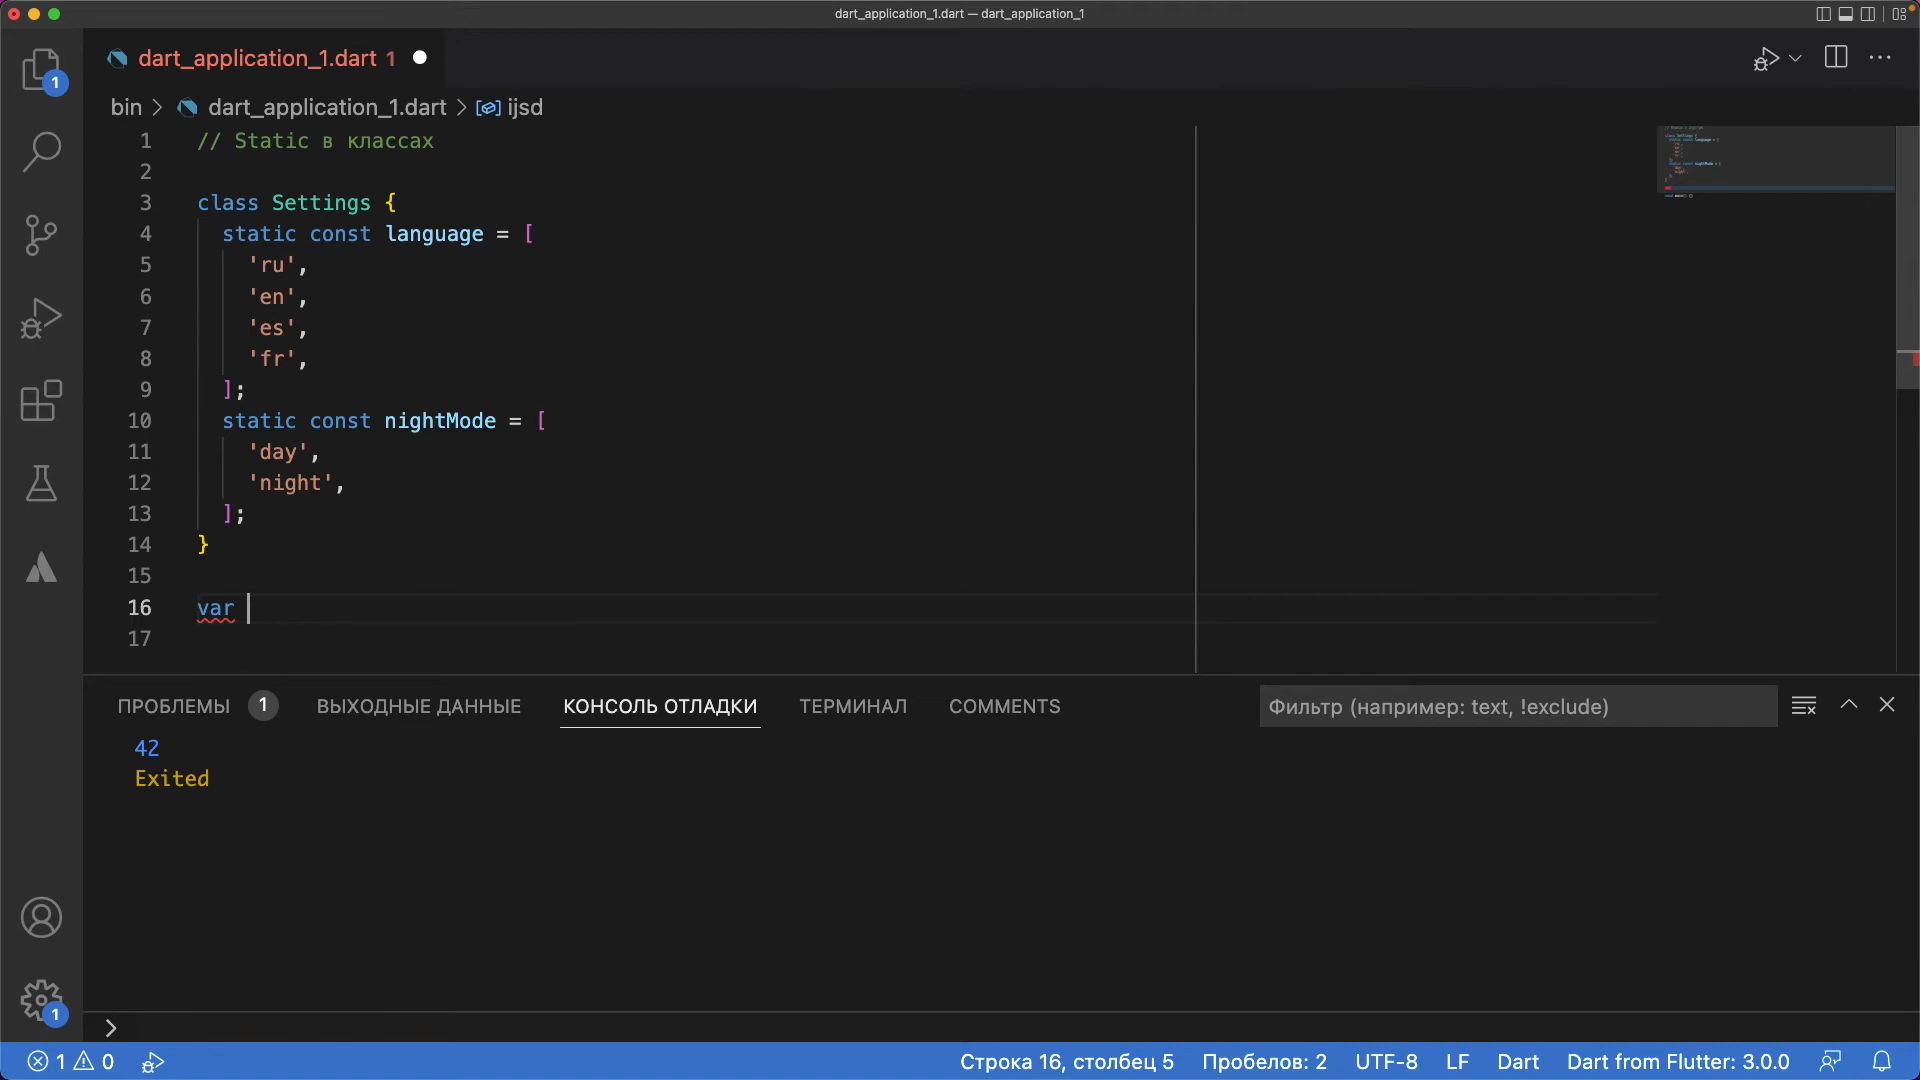 dart_application_1.dart — dart_application_1
dart_application_1.dart 1
1
bin dart_application_1.dart ijsd
1 // Static в классах
2
3 class Settings {
4 static const language = [
5 'ru',
6 'en',
7 'es',
8 'fr',
9 ];
10 static const nightMode = [
11 'day',
12 'night',
13 ];
14 }
15
16 var
17
ПРОБЛЕМЫ 1 ВЫХОДНЫЕ ДАННЫЕ КОНСОЛЬ ОТЛАДКИ ТЕРМИНАЛ COMMENTS Фильтр (например: text, !exclude)
42
Exited
1
1 0 Строка 16, столбец 5 Пробелов: 2 UTF-8 LF Dart Dart from Flutter: 3.0.0